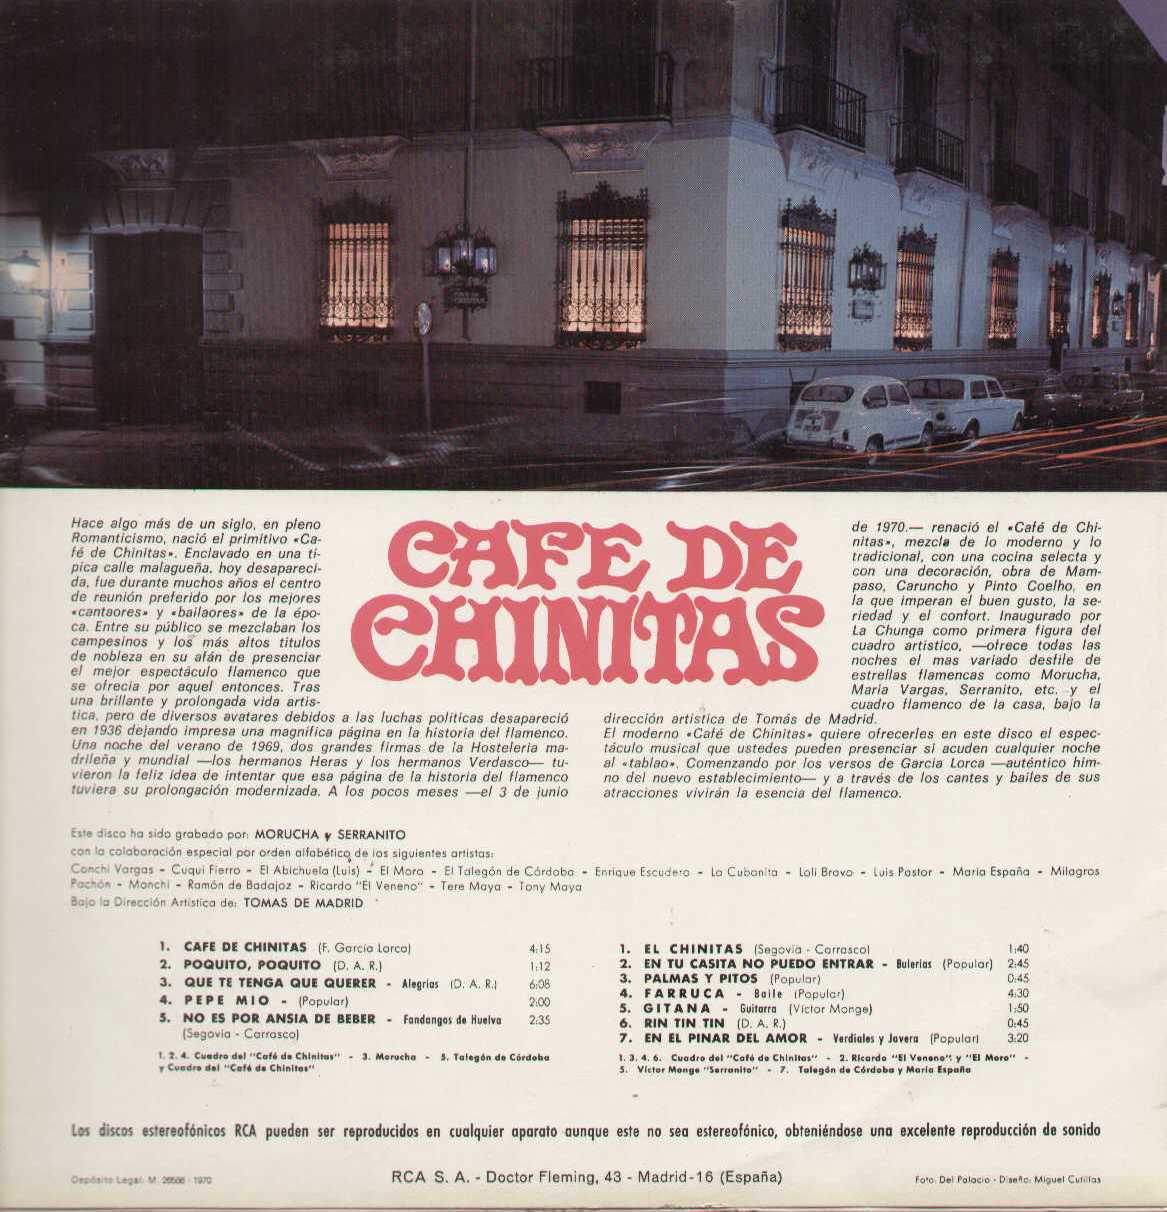 CAFE DE
CHINITAS
Hace algo más de un siglo, en pleno
Romanticismo, nació el primitivo «Ca-
fé de Chinitas». Enclavado en una tí-
pica calle malagueña, hoy desapareci-
da, fue durante muchos años el centro
de reunión preferido por los mejores
«cantaores» y «bailaores» de la épo-
ca. Entre su público se mezclaban los
campesinos y los más altos titulos
de nobleza en su afán de presenciar
el mejor espectáculo flamenco que
se ofrecia por aquel entonces. Tras
una brillante y prolongada vida artis-
tica, pero de diversos avatares debidos a las luchas politicas desapareció
en 1936 dejando impresa una magnífica página en la historia del flamenco.
Una noche del verano de 1969, dos grandes firmas de la Hosteleria ma-
drileña y mundial —los hermanos Heras y los hermanos Verdasco— tu-
vieron la feliz idea de intentar que esa página de la historia del flamenco
tuviera su prolongación modernizada. A los pocos meses —el 3 de junio
de 1970.— renació el «Café de Chi-
nitas», mezcla de lo moderno y lo
tradicional, con una cocina selecta y
con una decoración, obra de Mam-
paso, Caruncho y Pinto Coelho, en
la que imperan el buen gusto, la se-
riedad y el confort. Inaugurado por
La Chunga como primera figura del
cuadro artistico, —ofrece todas las
noches el mas variado desfile de
estrellas flamencas como Morucha,
Maria Vargas, Serranito, etc. y el
cuadro flamenco de la casa, bajo la
dirección artistica de Tomás de Madrid.
El moderno «Café de Chinitas» quiere ofrecerles en este disco el espec-
táculo musical que ustedes pueden presenciar si acuden cualquier noche
al «tablao». Comenzando por los versos de Garcia Lorca —auténtico him-
no del nuevo establecimiento— y a través de los cantes y bailes de sus
atracciones vivirán la esencia del flamenco.
Este disco ha sido grabado por: MORUCHA y SERRANITO
con la colaboración especial por orden alfabético de los siguientes artistas:
Conchi Vargas - Cuqui Fierro - El Abichuela (Luis) - El Moro - El Talegón de Córdoba - Enrique Escudero - La Cubanita - Loli Bravo - Luis Pastor - Maria España - Milagros
Pachón - Monchi - Ramón de Badajoz - Ricardo "El Veneno" - Tere Maya - Tony Maya
Bajo la Dirección Artistica de: TOMAS DE MADRID
1. CAFE DE CHINITAS (F. García Lorca) 4:15
2. POQUITO, POQUITO (D. A. R.) 1:12
3. QUE TE TENGA QUE QUERER - Alegrias (D. A. R.) 6:08
4. PEPE MIO - (Popular) 2:00
5. NO ES POR ANSIA DE BEBER - Fandangos de Huelva 2:35
(Segovia - Carrasco)
1. 2. 4. Cuadro del "Café de Chinitas" - 3. Morucha - 5. Talegón de Córdoba
y Cuadro del "Café de Chinitas"
1. EL CHINITAS (Segovia - Carrasco) 1:40
2. EN TU CASITA NO PUEDO ENTRAR - Bulerias (Popular) 2:45
3. PALMAS Y PITOS (Popular) 0:45
4. FARRUCA - Baile (Popular) 4:30
5. GITANA - Guitarra (Víctor Monge) 1:50
6. RIN TIN TIN (D. A. R.) 0:45
7. EN EL PINAR DEL AMOR - Verdiales y Javera (Popular) 3:20
1. 3. 4. 6. Cuadro del "Café de Chinitas" - 2. Ricardo "El Veneno" y "El Moro" -
5. Víctor Monge "Serranito" - 7. Talegón de Córdoba y María España
Los discos estereofónicos RCA pueden ser reproducidos en cualquier aparato aunque este no sea estereofónico, obteniéndose una excelente reproducción de sonido
Depósito Legal: M. 26586 - 1970
RCA S. A. - Doctor Fleming, 43 - Madrid-16 (España)
Foto: Del Palacio - Diseño: Miguel Cutillas